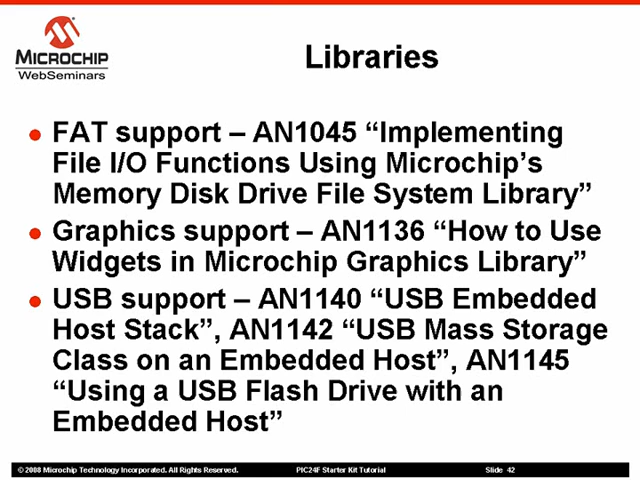 MICROCHIP
WebSeminars
Libraries
FAT support – AN1045 “Implementing
File I/O Functions Using Microchip’s
Memory Disk Drive File System Library”
Graphics support – AN1136 “How to Use
Widgets in Microchip Graphics Library”
USB support – AN1140 “USB Embedded
Host Stack”, AN1142 “USB Mass Storage
Class on an Embedded Host”, AN1145
“Using a USB Flash Drive with an
Embedded Host”
© 2008 Microchip Technology Incorporated. All Rights Reserved. PIC24F Starter Kit Tutorial Slide 42